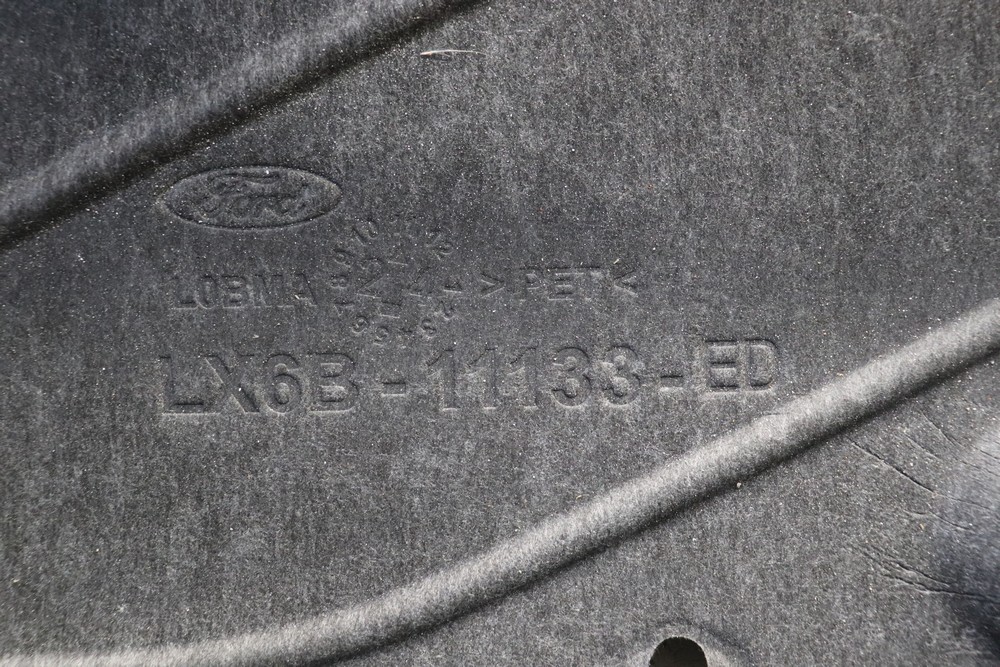 Ford
L0BMA >PET<
LX6B-11133-ED